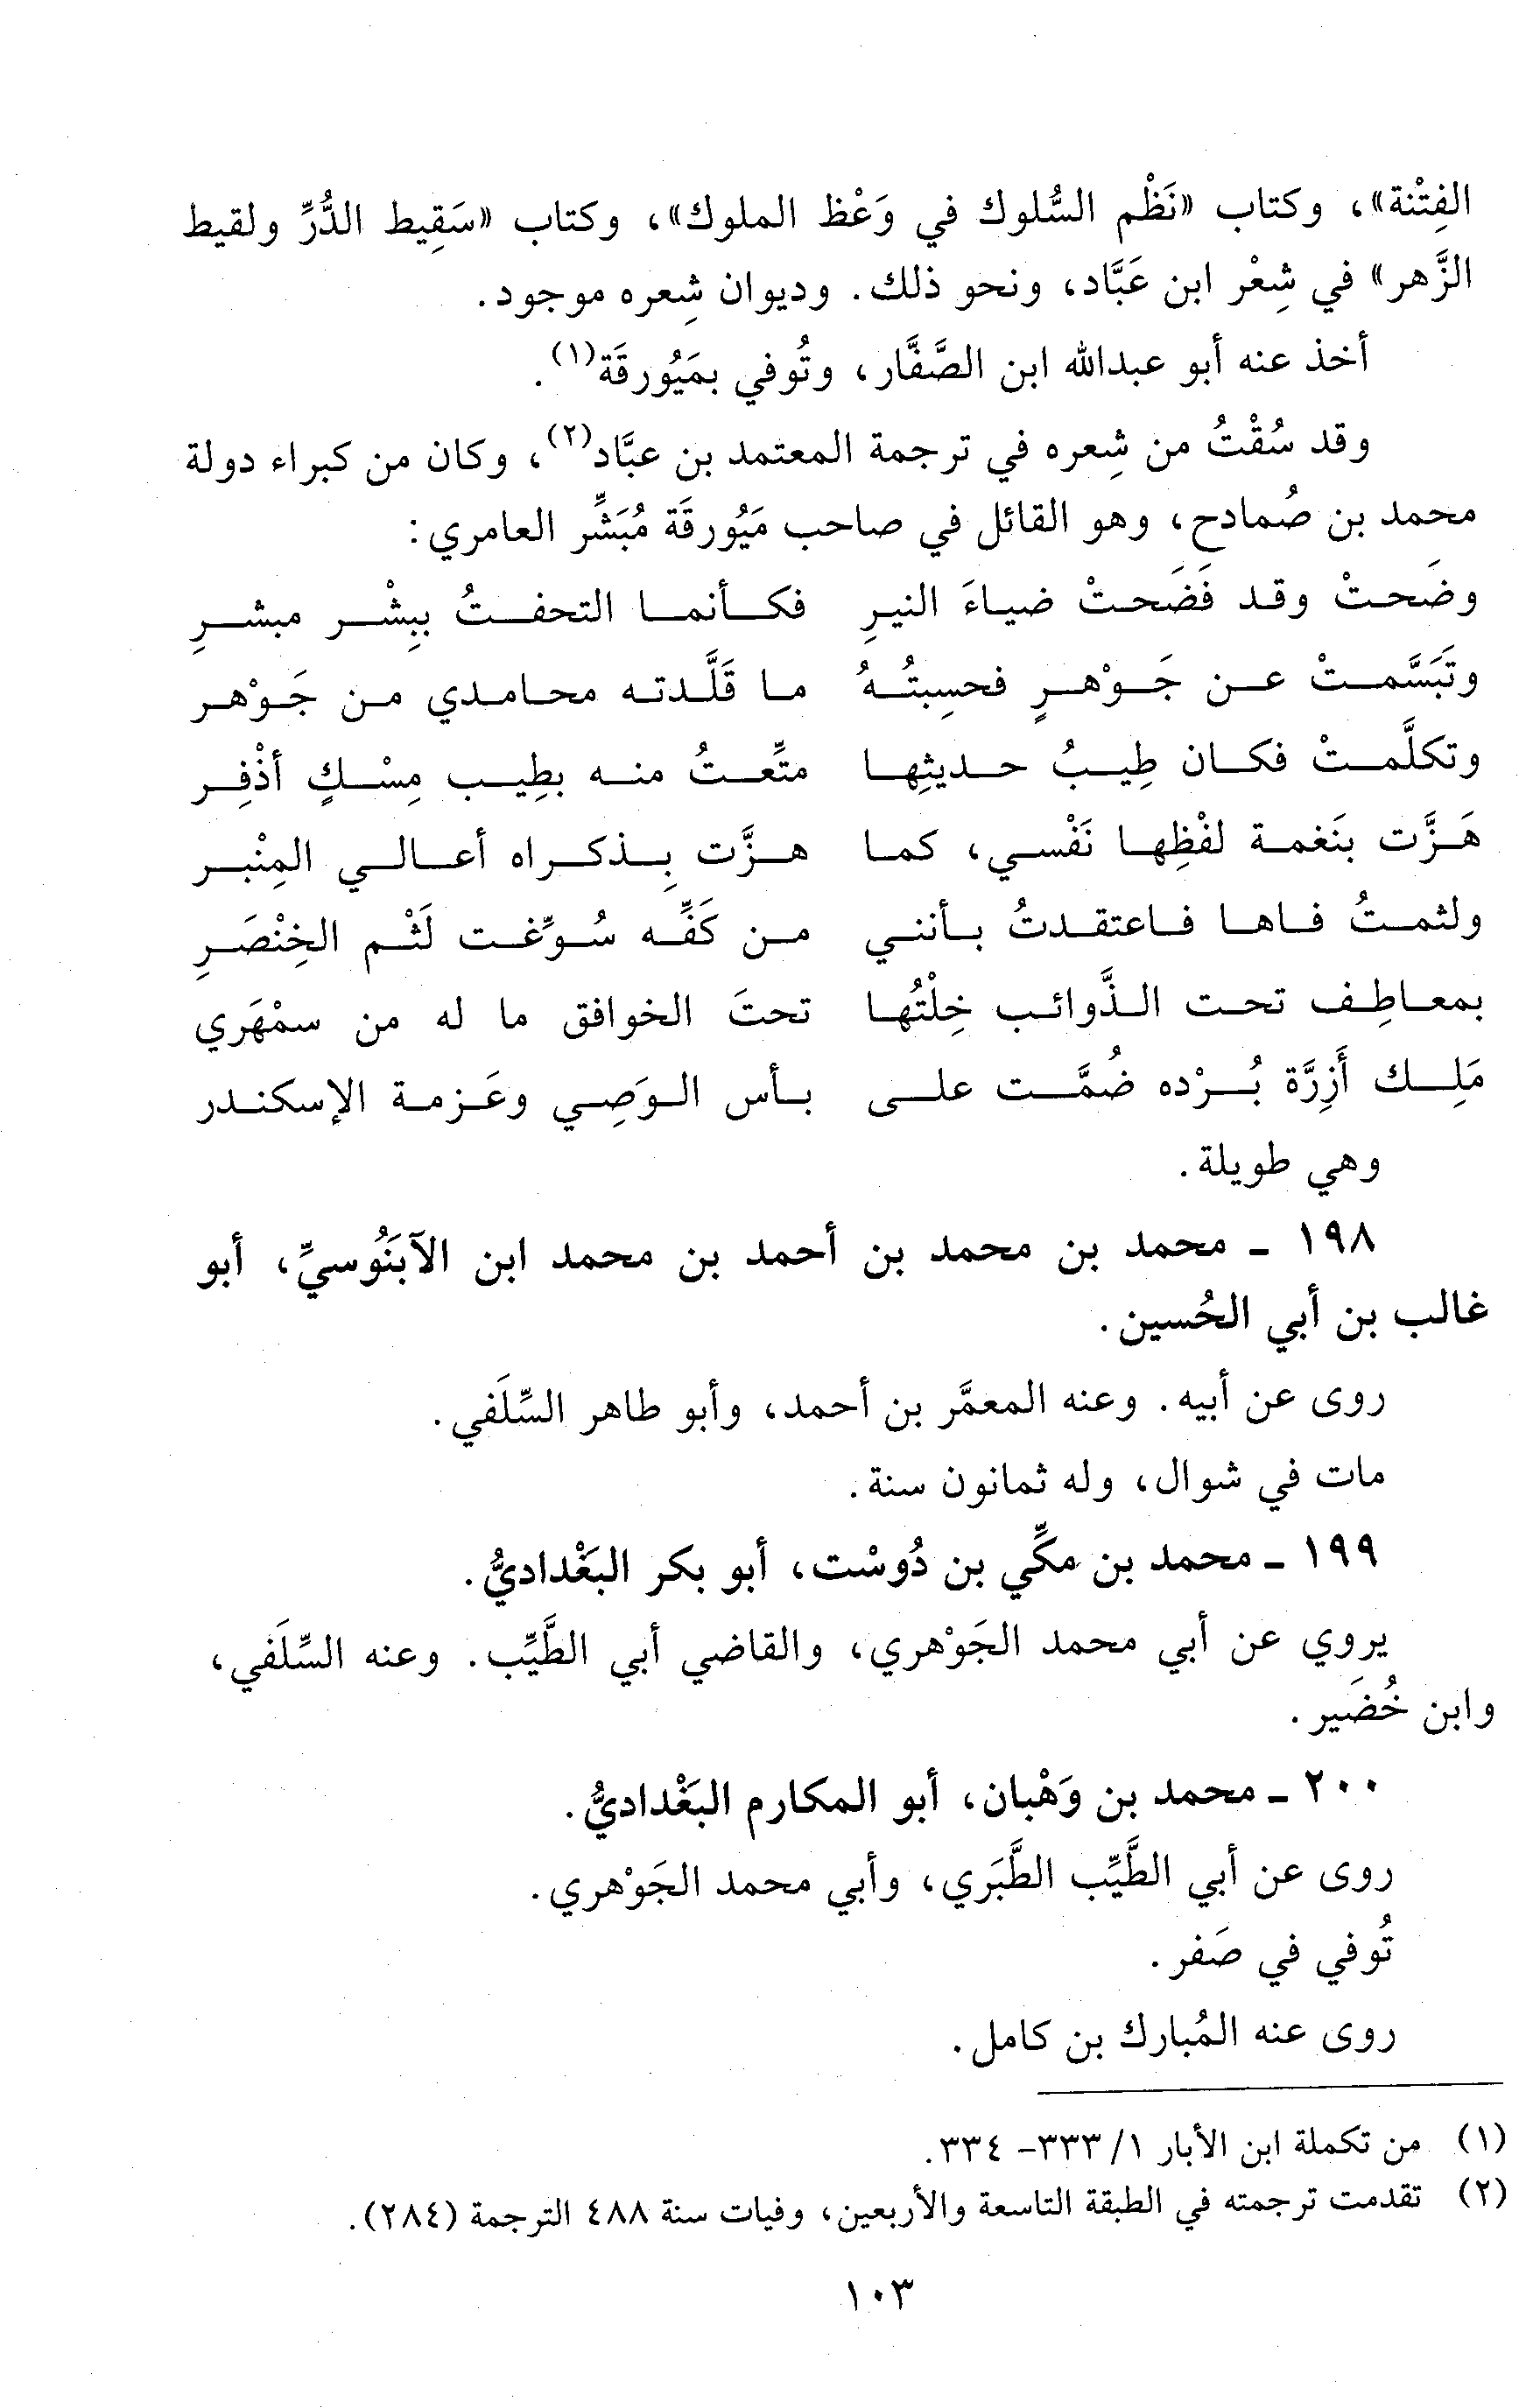 الفِتْنة»، وكتاب «نَظْم السُّلوك في وَعْظ الملوك»، وكتاب «سَقِيط الدُّرِّ ولقيط
الزَّهر» في شِعْر ابن عَبَّاد، ونحو ذلك. وديوان شِعره موجود.
أخذ عنه أبو عبدالله ابن الصَّفَّار، وتُوفي بمَيُورقَة(١).
وقد سُقْتُ من شِعره في ترجمة المعتمد بن عبَّاد(٢)، وكان من كبراء دولة
محمد بن صُمادح، وهو القائل في صاحب مَيُورقَة مُبَشِّر العامري:
وضَحتْ وقد فَضَحتْ ضياءَ النيرِ فكأنما التحفتُ ببِشْر مبشرِ
وتَبَسَّمتْ عن جَوْهرٍ فحسِبتُهُ ما قَلَّدته محامدي من جَوْهر
وتكلَّمتْ فكان طِيبُ حديثِها متِّعتُ منه بطِيب مِسْكٍ أذْفِر
هَزَّت بنَغمة لفْظِها نَفْسي، كما هزَّت بِذكراه أعالي المِنْبر
ولثمتُ فاها فاعتقدتُ بأنني من كَفِّه سُوِّغت لَثْم الخِنْصَرِ
بمعاطِف تحت الذَّوائب خِلْتُها تحتَ الخوافق ما له من سمْهَري
مَلِك أَزِرَّة بُرْده ضُمَّت على بأس الوَصِي وعَزمة الإسكندر
وهي طويلة.
١٩٨ ـ محمد بن محمد بن أحمد بن محمد ابن الآبَنُوسيِّ، أبو
غالب بن أبي الحُسين.
روى عن أبيه. وعنه المعمَّر بن أحمد، وأبو طاهر السِّلَفي.
مات في شوال، وله ثمانون سنة.
١٩٩ ـ محمد بن مكِّي بن دُوسْت، أبو بكر البَغْداديُّ.
يروي عن أبي محمد الجَوْهري، والقاضي أبي الطَّيِّب. وعنه السِّلَفي،
وابن خُضَير.
٢٠٠ ـ محمد بن وَهْبان، أبو المكارم البَغْداديُّ.
روى عن أبي الطَّيِّب الطَّبَري، وأبي محمد الجَوْهري.
تُوفي في صَفر.
روى عنه المُبارك بن كامل.
(١) من تكملة ابن الأبار ١/ ٣٣٣- ٣٣٤.
(٢) تقدمت ترجمته في الطبقة التاسعة والأربعين، وفيات سنة ٤٨٨ الترجمة (٢٨٤).
١٠٣